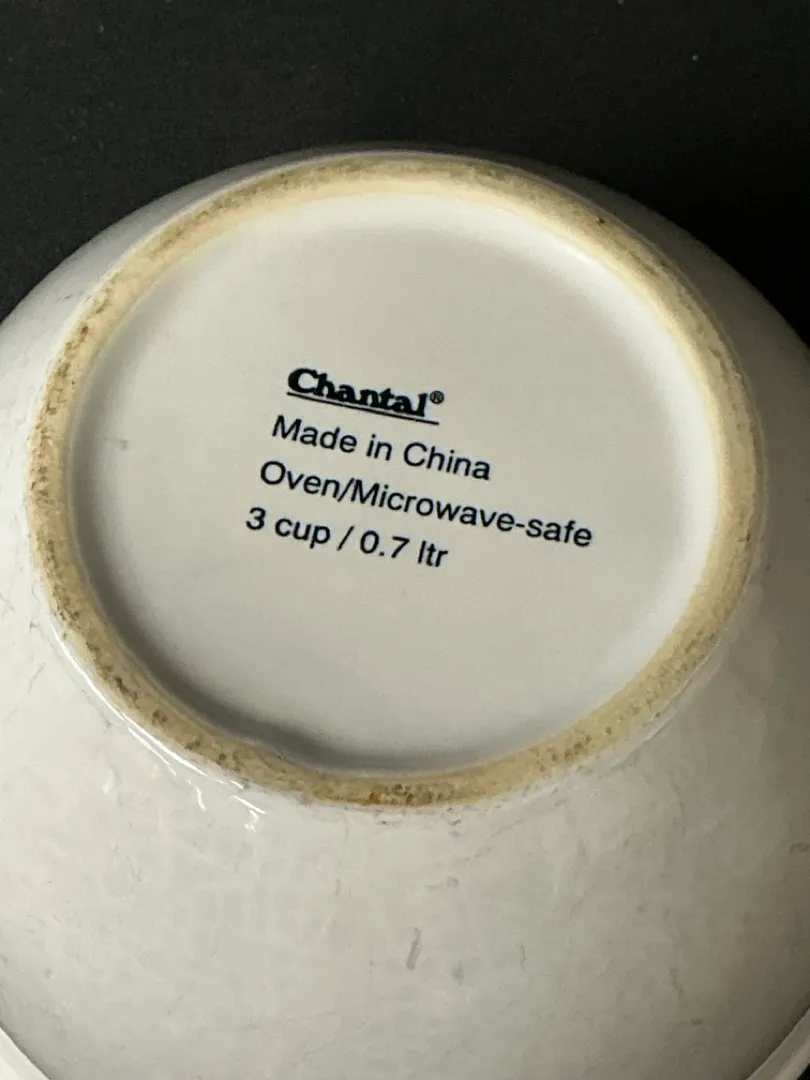 Chantal®
Made in China
Oven/Microwave-safe
3 cup / 0.7 ltr